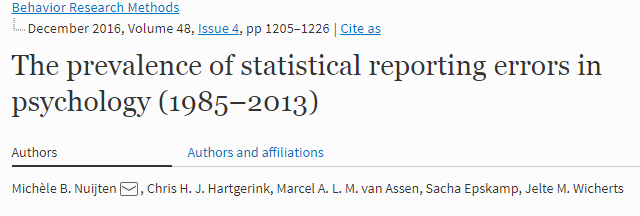 Behavior Research Methods
December 2016, Volume 48, Issue 4, pp 1205–1226 | Cite as
The prevalence of statistical reporting errors in
psychology (1985–2013)
Authors Authors and affiliations
Michèle B. Nuijten, Chris H. J. Hartgerink, Marcel A. L. M. van Assen, Sacha Epskamp, Jelte M. Wicherts